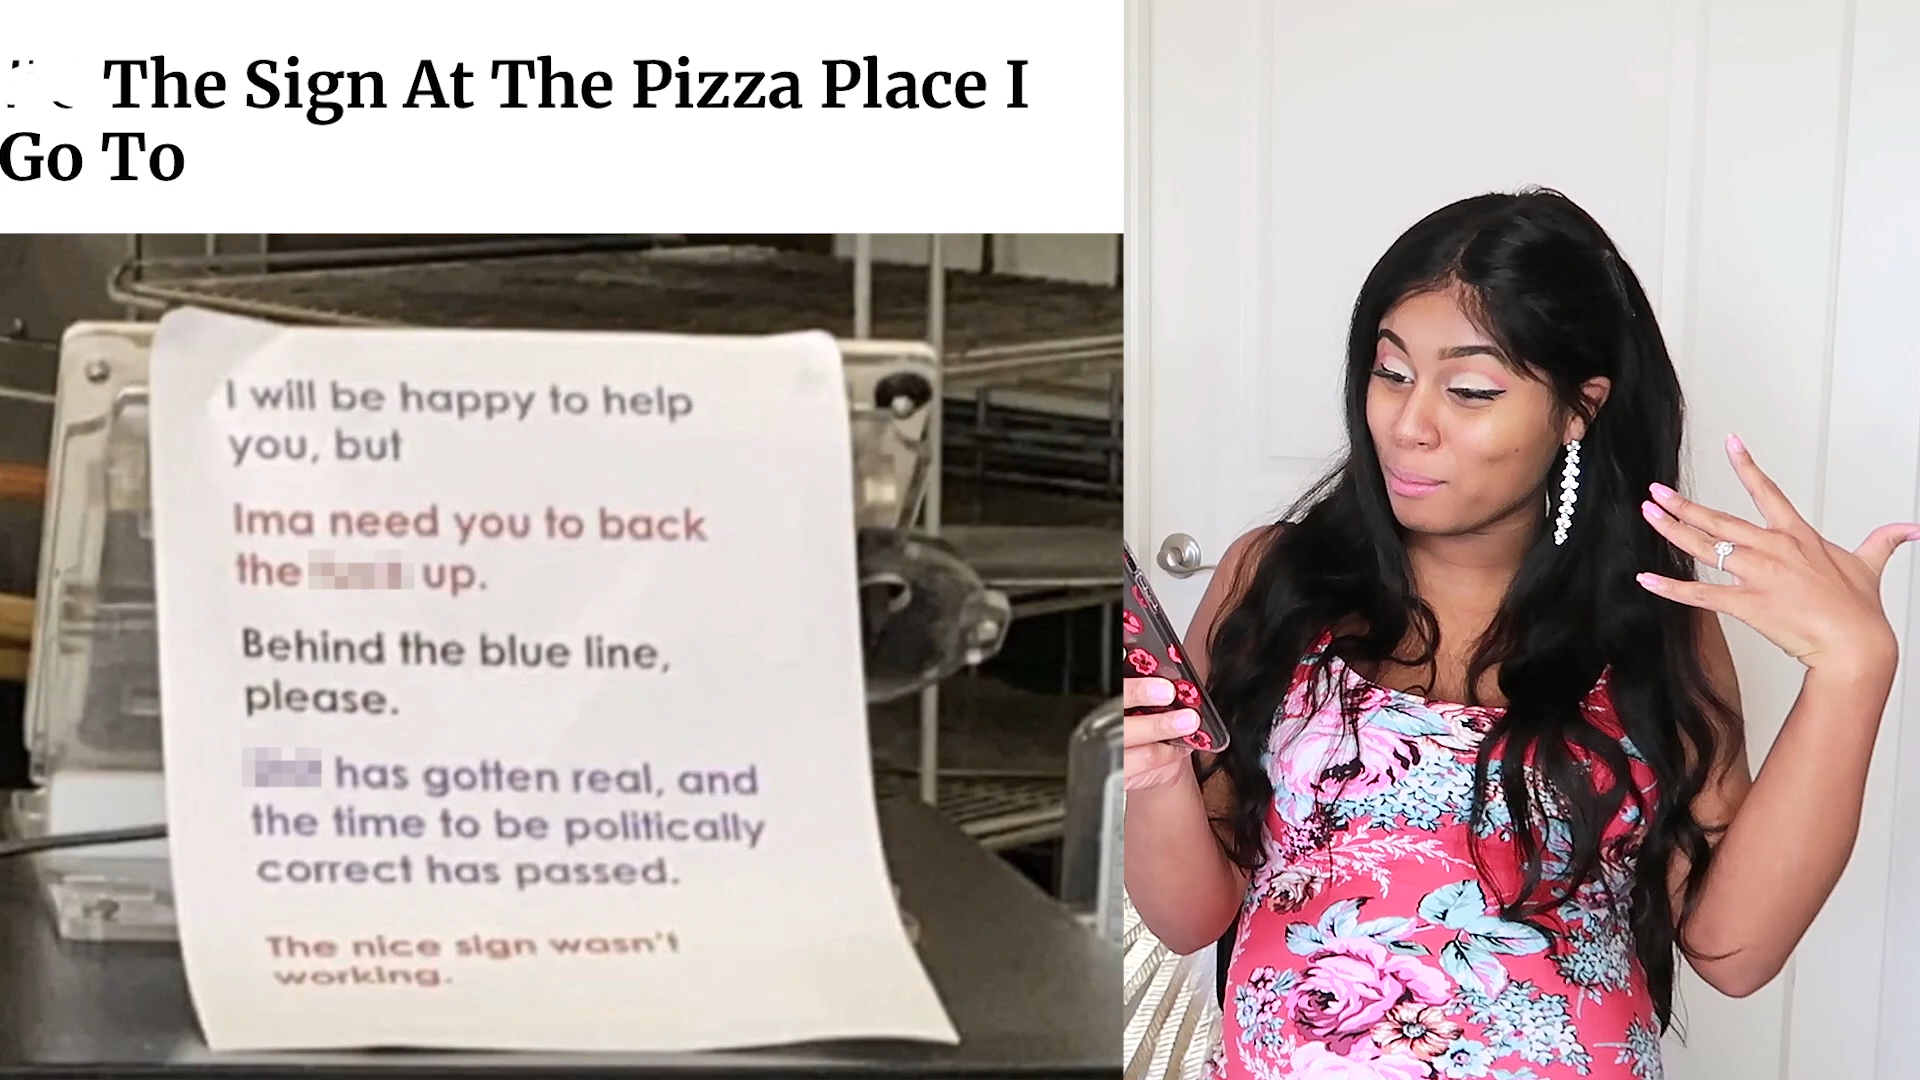 The Sign At The Pizza Place I
Go To
I will be happy to help
you, but
Ima need you to back
the up.
Behind the blue line,
please.
has gotten real, and
the time to be politically
correct has passed.
The nice sign wasn't
working.